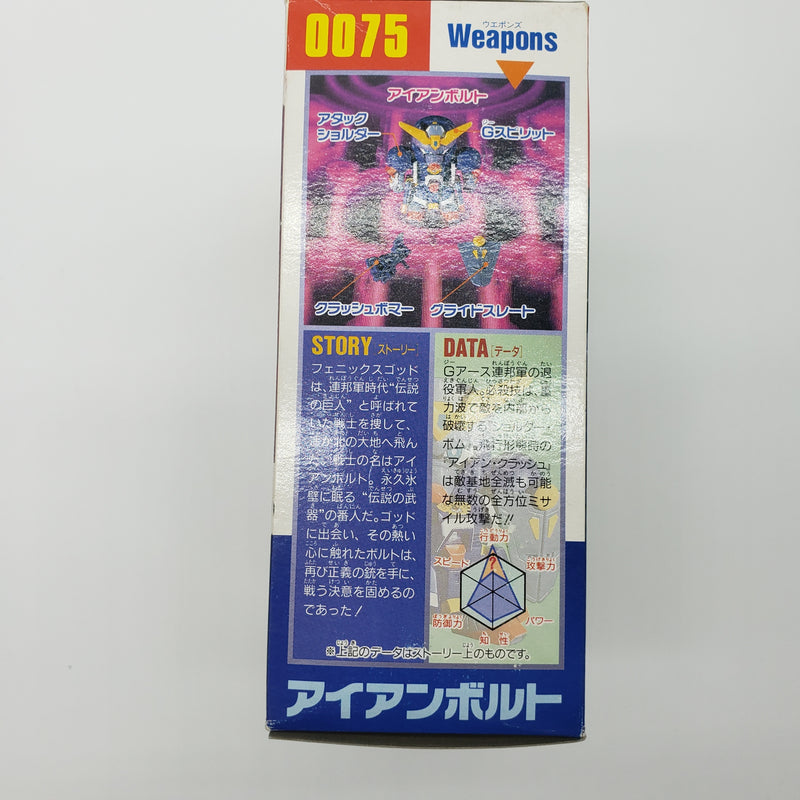 0075
ウエポンズ
Weapons
アイアンボルト
アタック
ショルダー
ジー
Gスピリット
クラッシュボマー
グライドスレート
STORY [ストーリー]
フェニックスゴッド
は、連邦軍時代“伝説
の巨人”と呼ばれて
いた戦士を捜して、
遥か北の大地へ飛ん
だ。戦士の名はアイ
アンボルト。永久氷
壁に眠る“伝説の武
器”の番人だ。ゴッド
に出会い、その熱い
心に触れたボルトは、
再び正義の銃を手に、
戦う決意を固めるの
であった!
DATA [データ]
Gアース連邦軍の退
役軍人。必殺技は、重
力波で敵を内部から
破壊する“ショルダー
ボム”。飛行形態時の
“アイアン・クラッシュ”
は敵基地全滅も可能
な無数の全方位ミサ
イル攻撃だ!!
行動力
?
スピード
攻撃力
防御力
パワー
知性
※上記のデータはストーリー上のものです。
アイアンボルト